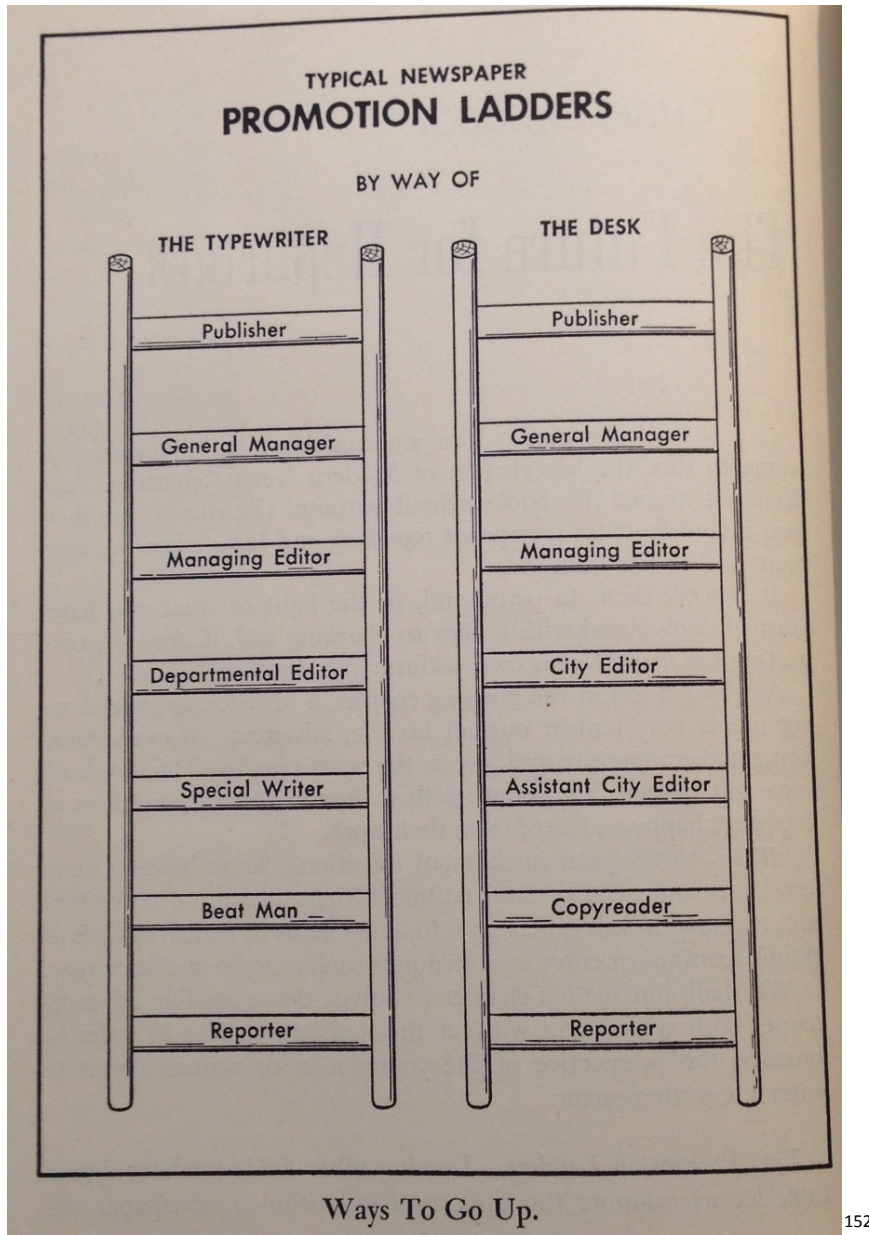 TYPICAL NEWSPAPER
PROMOTION LADDERS
BY WAY OF
THE TYPEWRITER
Publisher
General Manager
Managing Editor
Departmental Editor
Special Writer
Beat Man
Reporter
THE DESK
Publisher
General Manager
Managing Editor
City Editor
Assistant City Editor
Copyreader
Reporter
Ways To Go Up.
152